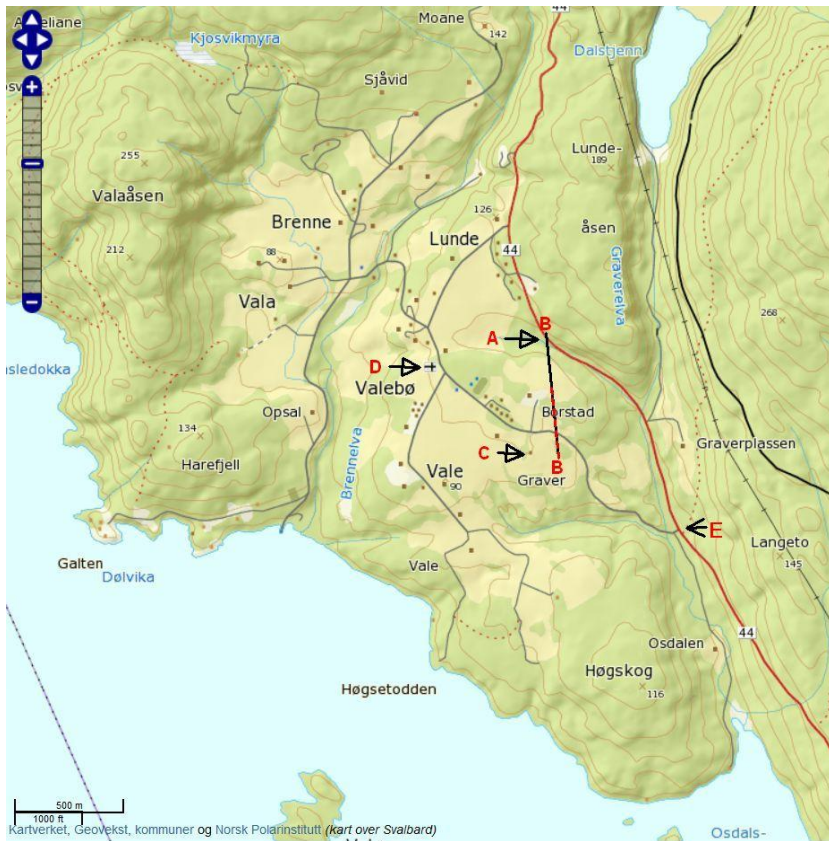 Moane
44
142
Kjosvikmyra
Dalstjenn
Sjåvid
255
Lunde-
189
Valaåsen
126
Brenne
Lunde
åsen
212
88
44
Graverelva
Vala
268
A
B
D
Valebø
Opsal
Borstad
134
Graverplassen
Harefjell
Brennelva
Vale
C
B
90
Graver
E
Galten
Langeto
Dølvika
Vale
145
44
Osdalen
Høgskog
Høgsetodden
116
500 m
1000 ft
Kartverket, Geovekst, kommuner og Norsk Polarinstitutt (kart over Svalbard)
Osdals-